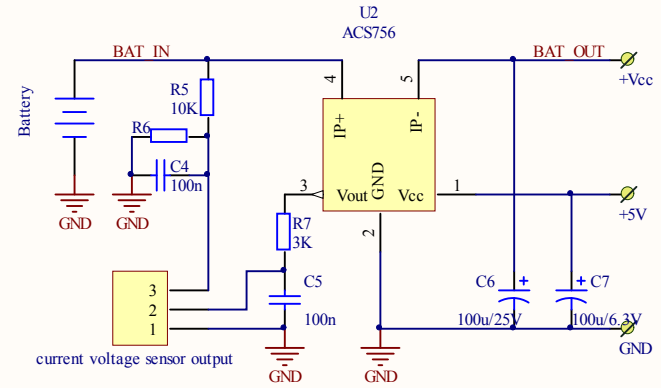 U2
ACS756
BAT_IN
BAT_OUT
+Vcc
4
5
Battery
R5
10K
IP+
IP-
R6
C4
100n
GND
GND
3
Vout
GND
Vcc
1
+5V
R7
3K
2
3
2
1
C5
100n
C6
+
100u/25V
C7
+
100u/6.3V
GND
current voltage sensor output
GND
GND